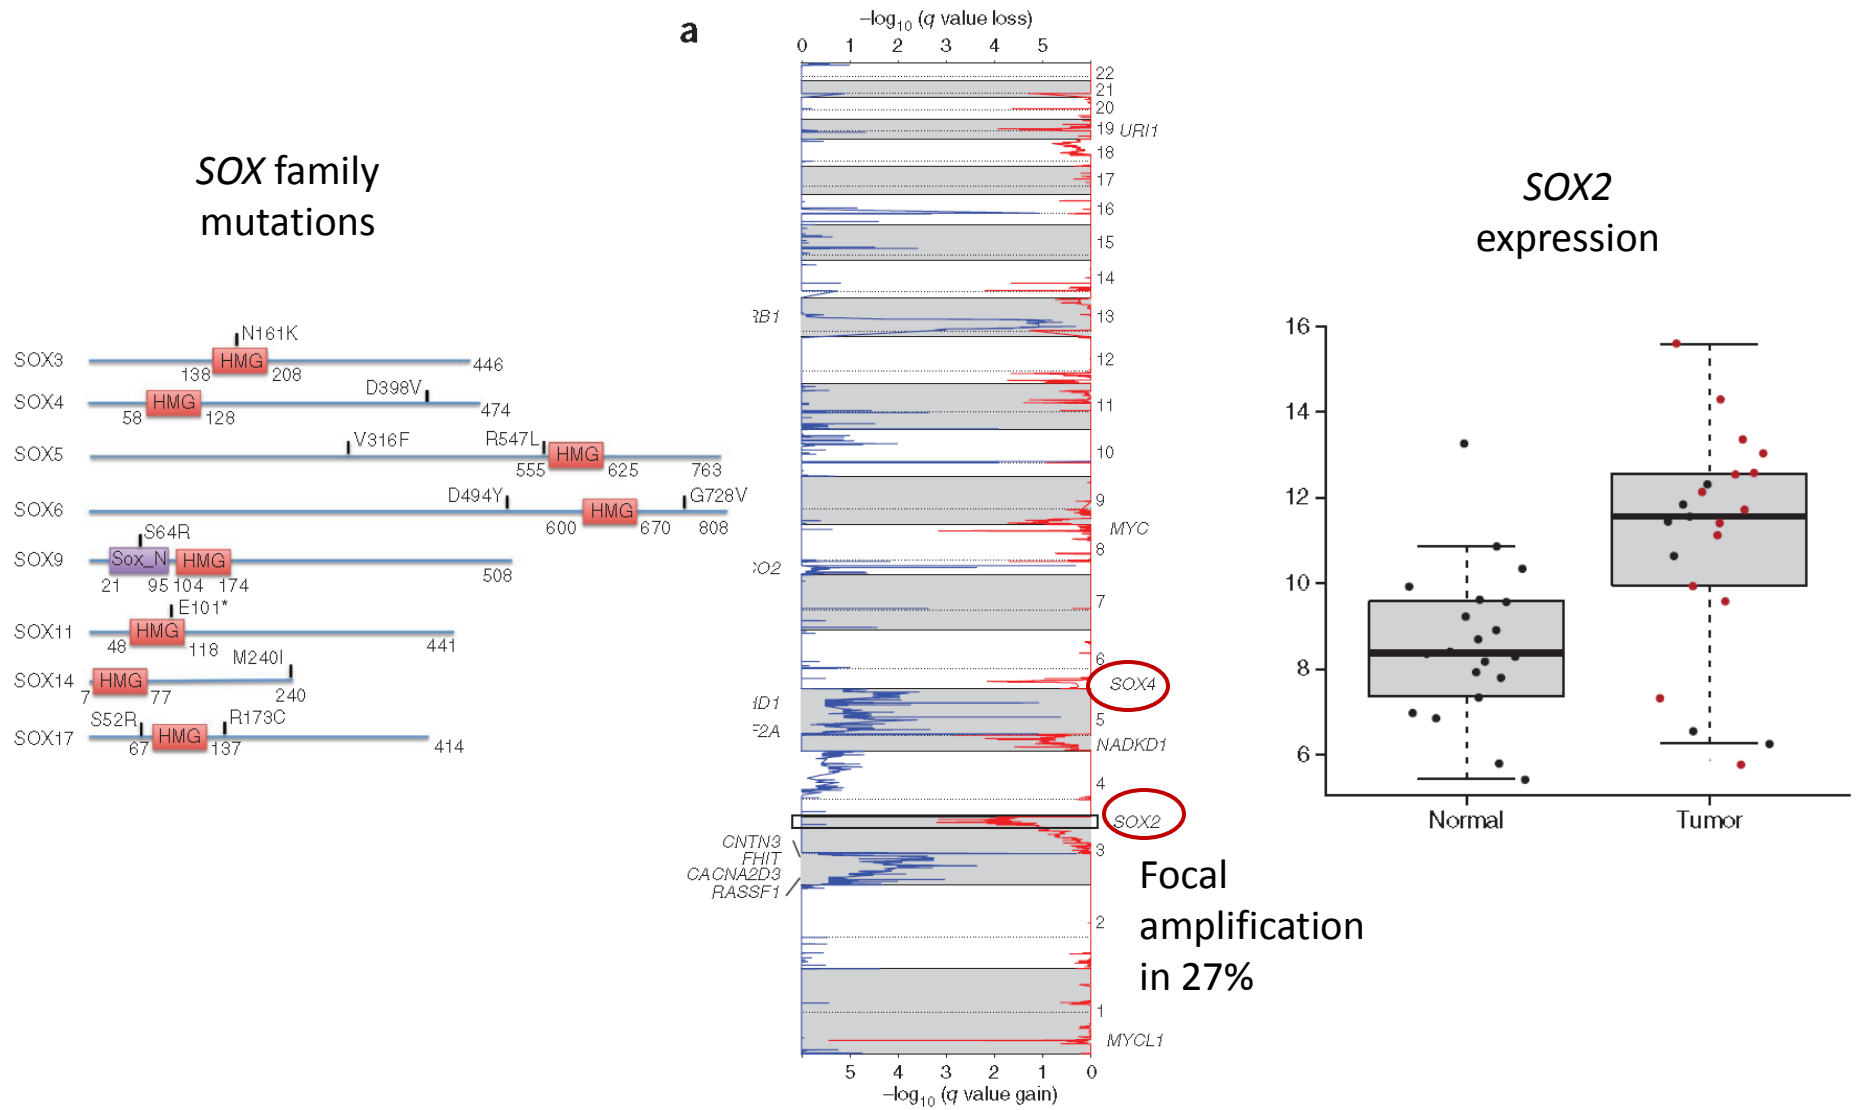 SOX family
mutations
SOX3 N161K HMG 138 208 446
SOX4 HMG 58 128 D398V 474
SOX5 V316F R547L HMG 555 625 763
SOX6 D494Y HMG G728V 600 670 808
SOX9 S64R Sox_N HMG 21 95 104 174 508
SOX11 E101* HMG 48 118 441
SOX14 HMG M240I 7 77 240
SOX17 S52R HMG R173C 67 137 414
a
–log10 (q value loss)
0 1 2 3 4 5
22
21
20
19 URI1
18
17
16
15
14
RB1 13
12
11
10
9
MYC
8
7
6
SOX4
HD1
5
F2A
NADKD1
4
SOX2
CNTN3
FHIT
3
CACNA2D3
RASSF1
2
1
MYCL1
5 4 3 2 1 0
–log10 (q value gain)
Focal
amplification
in 27%
SOX2
expression
16
14
12
10
8
6
Normal Tumor